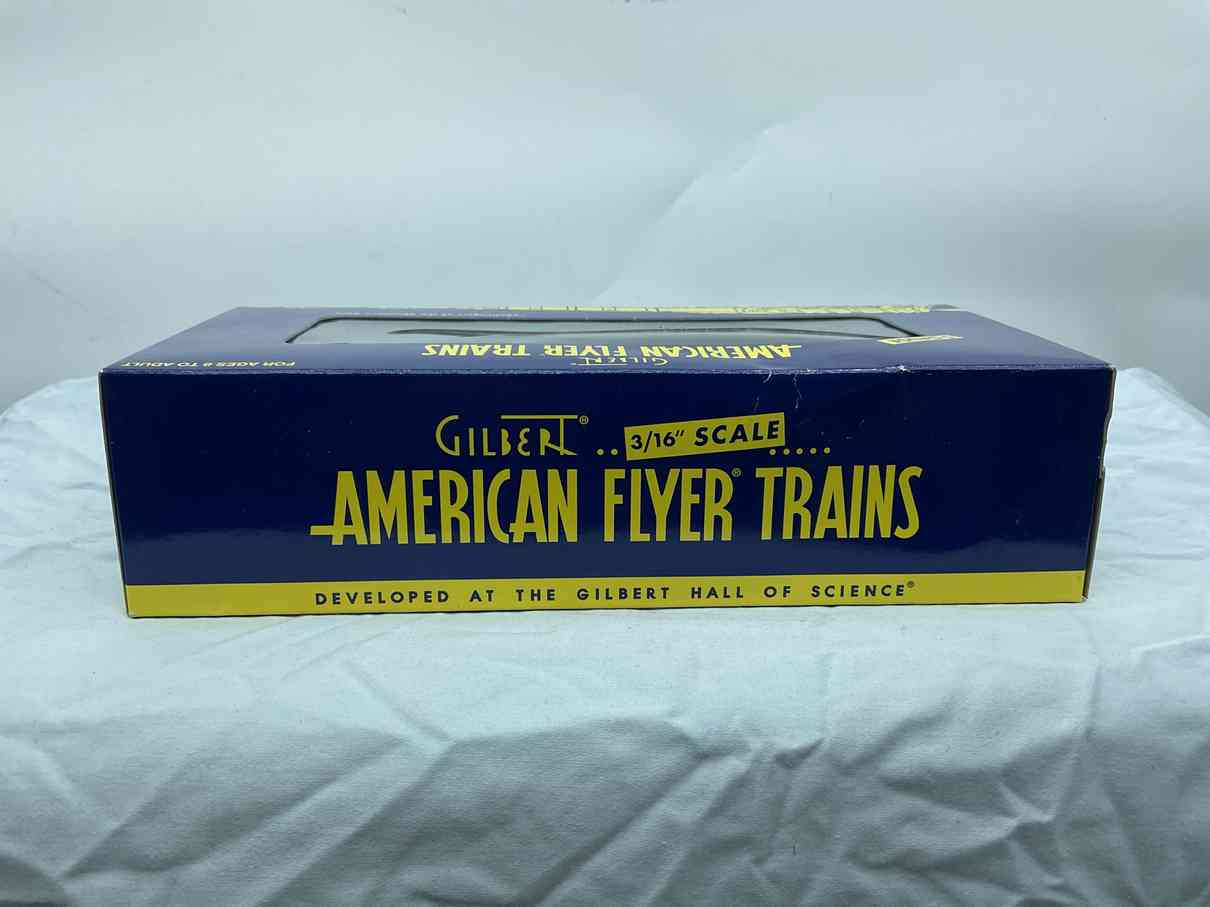 FOR AGES 8 TO ADULT
GILBERT
AMERICAN FLYER TRAINS
GILBERT® ..3/16" SCALE.....
AMERICAN FLYER® TRAINS
DEVELOPED AT THE GILBERT HALL OF SCIENCE®